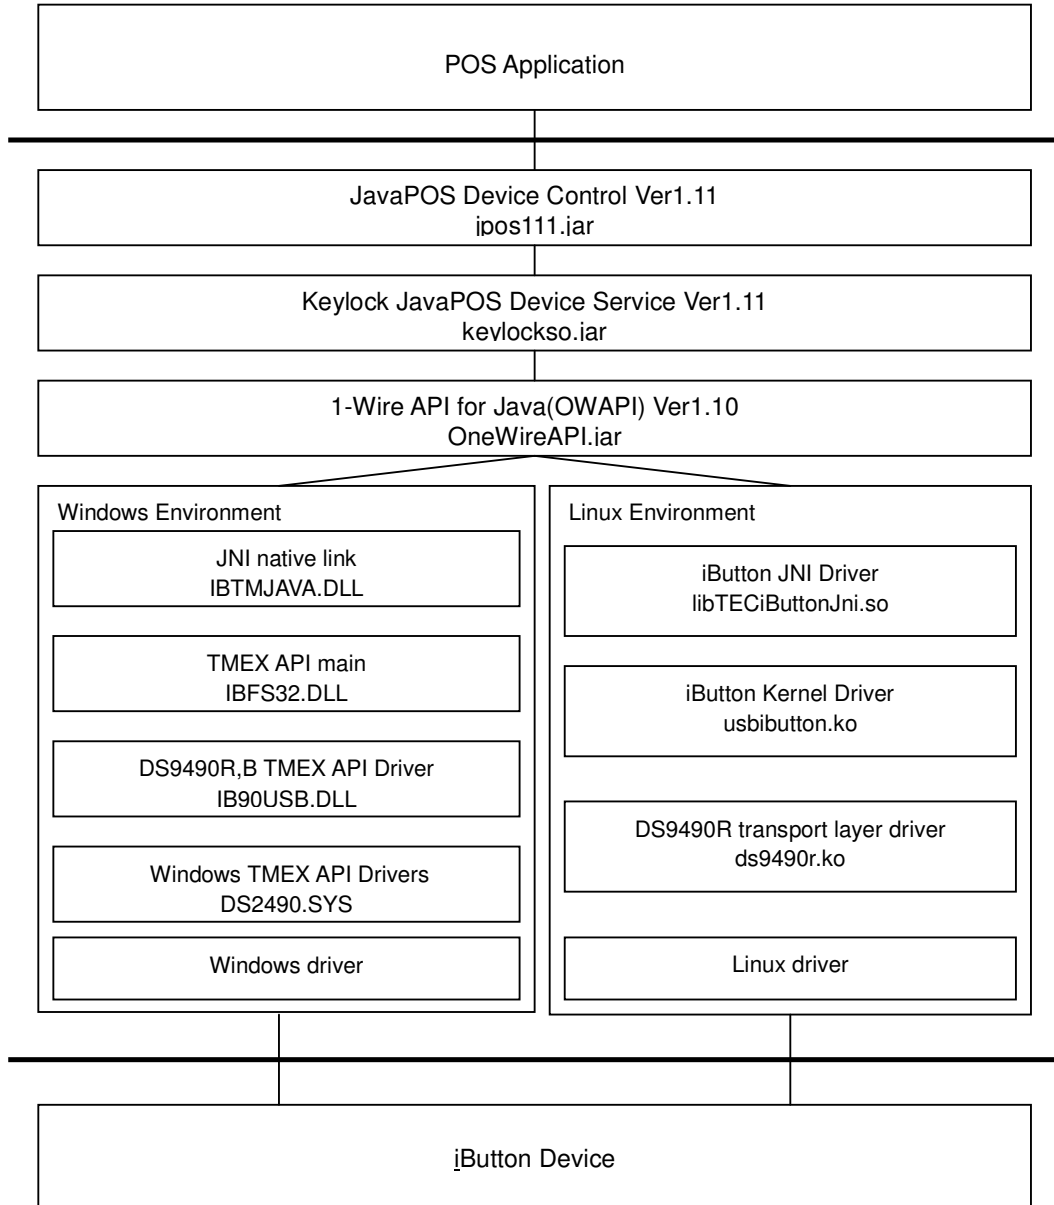 POS Application
JavaPOS Device Control Ver1.11
jpos111.jar
Keylock JavaPOS Device Service Ver1.11
keylockso.jar
1-Wire API for Java(OWAPI) Ver1.10
OneWireAPI.jar
Windows Environment
JNI native link
IBTMJAVA.DLL
TMEX API main
IBFS32.DLL
DS9490R,B TMEX API Driver
IB90USB.DLL
Windows TMEX API Drivers
DS2490.SYS
Windows driver
Linux Environment
iButton JNI Driver
libTECiButtonJni.so
iButton Kernel Driver
usbibutton.ko
DS9490R transport layer driver
ds9490r.ko
Linux driver
iButton Device